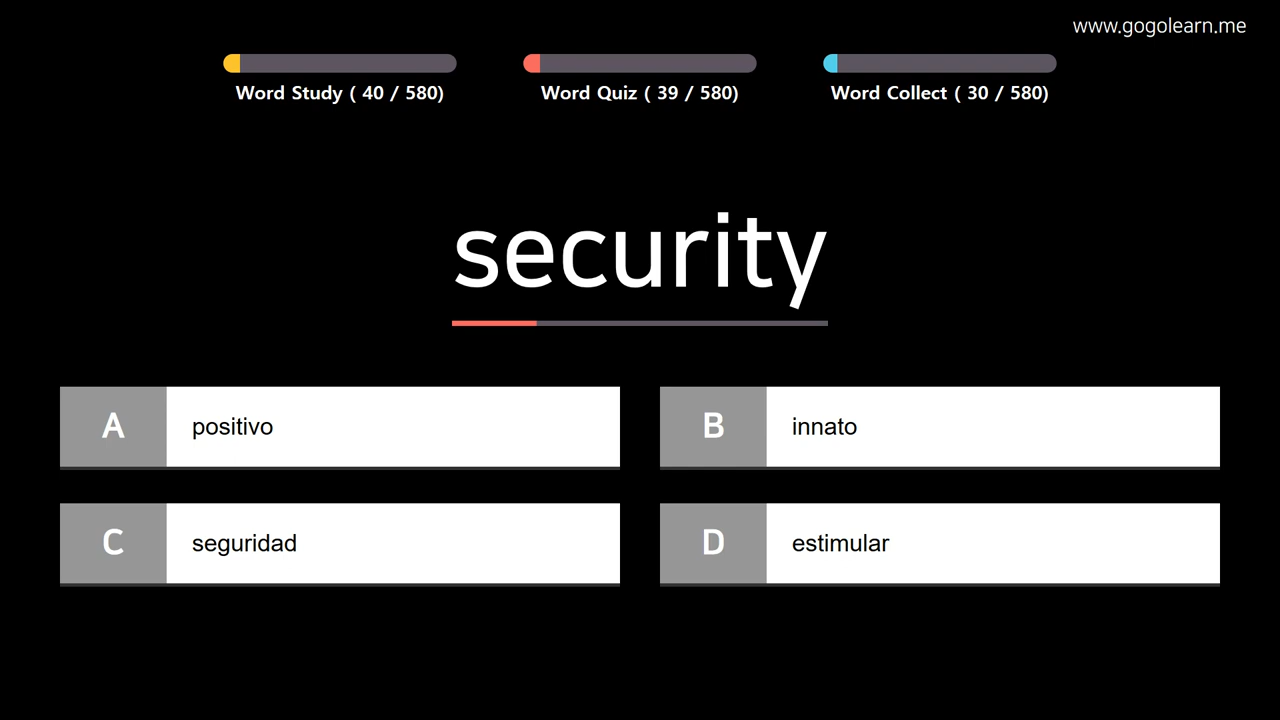 www.gogolearn.me
Word Study ( 40 / 580)
Word Quiz ( 39 / 580)
Word Collect ( 30 / 580)
security
A positivo
B innato
C seguridad
D estimular